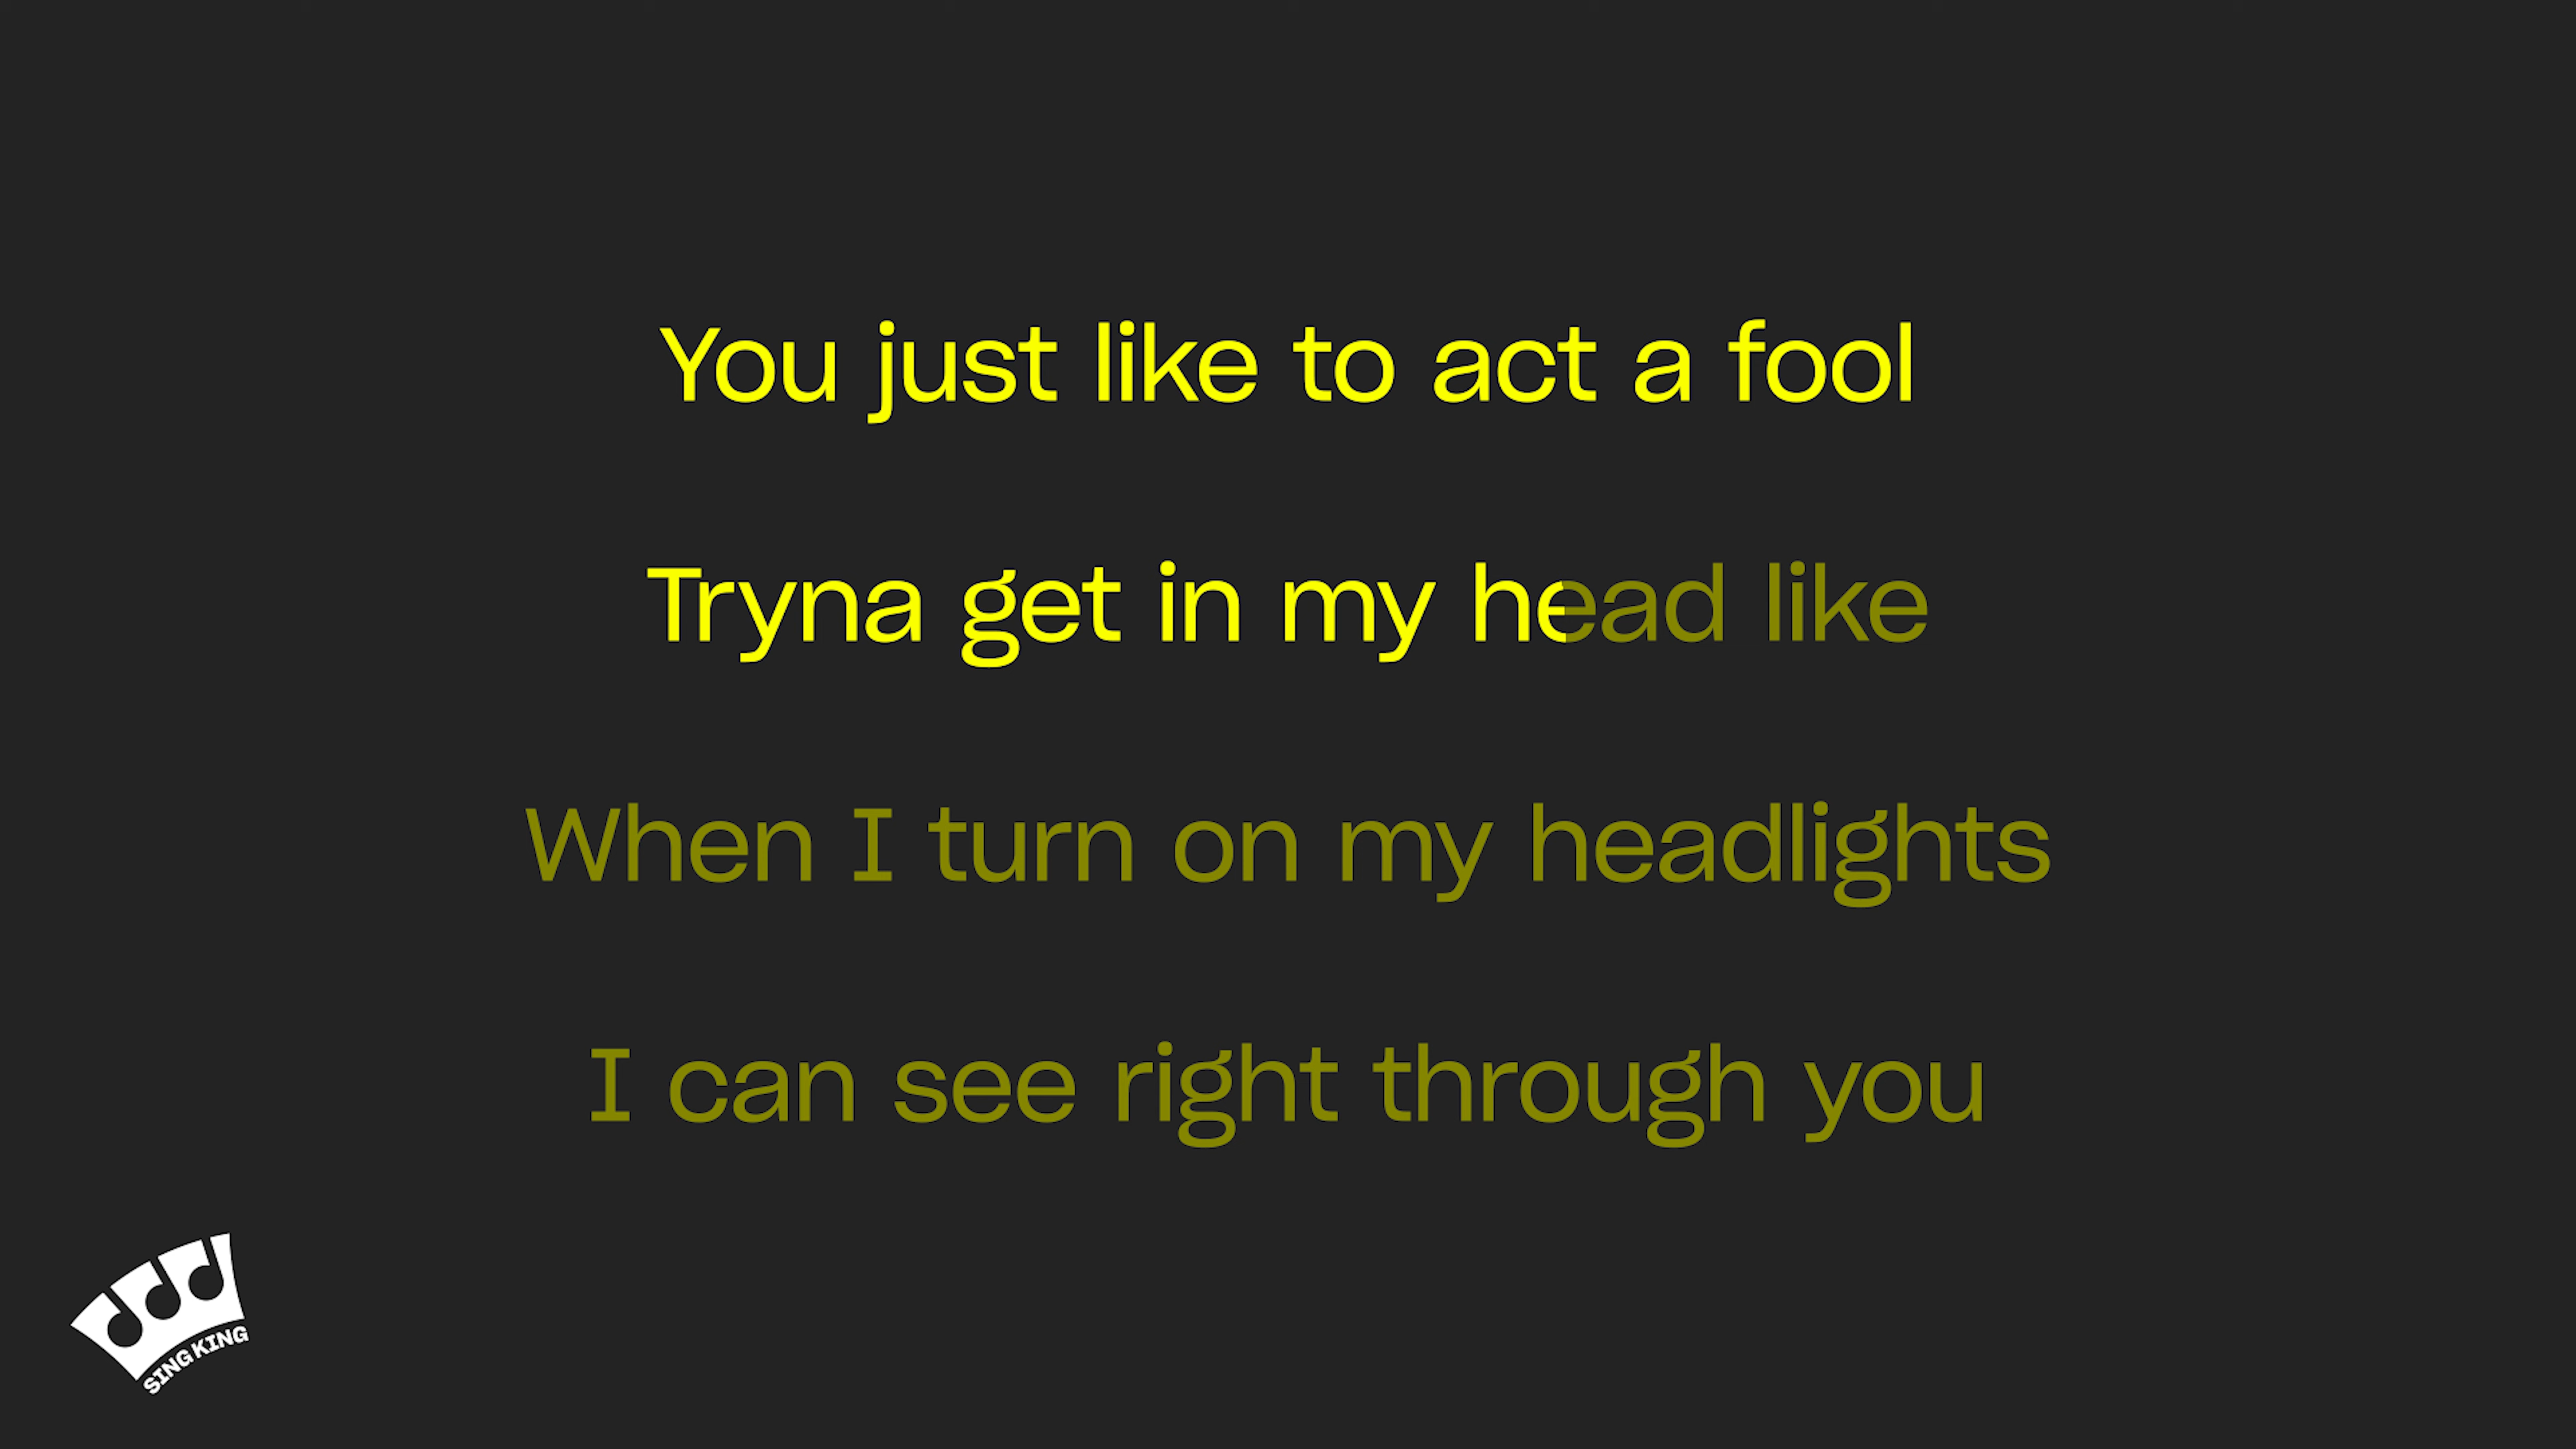 You just like to act a fool
Tryna get in my head like
When I turn on my headlights
I can see right through you
SING KING